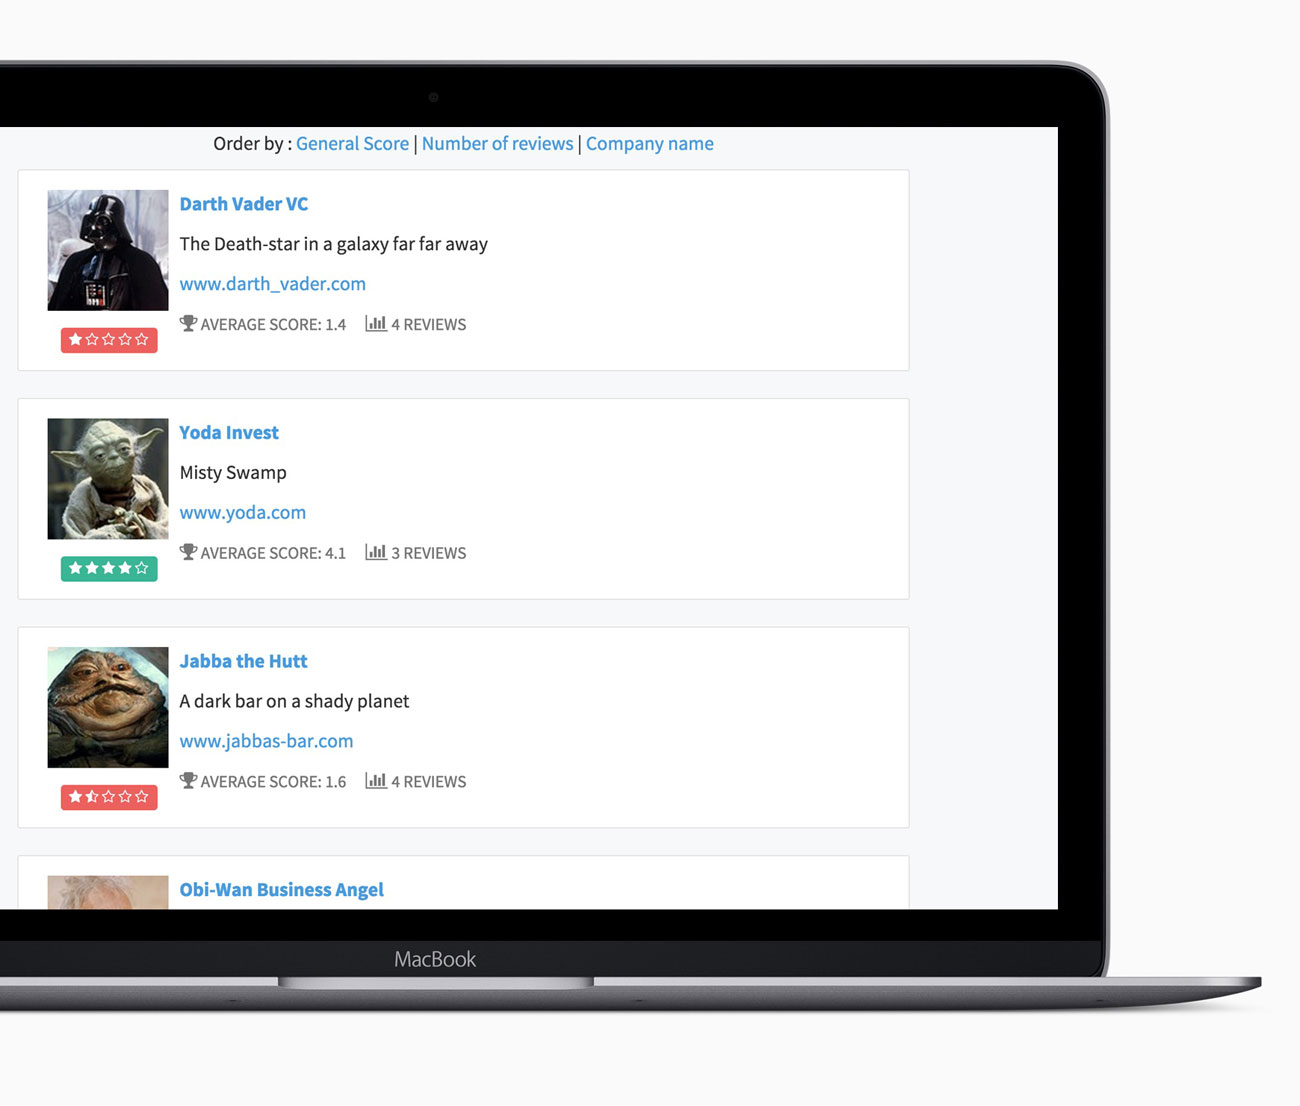 Order by : General Score | Number of reviews | Company name
Darth Vader VC
The Death-star in a galaxy far far away
www.darth_vader.com
AVERAGE SCORE: 1.4 4 REVIEWS
Yoda Invest
Misty Swamp
www.yoda.com
AVERAGE SCORE: 4.1 3 REVIEWS
Jabba the Hutt
A dark bar on a shady planet
www.jabbas-bar.com
AVERAGE SCORE: 1.6 4 REVIEWS
Obi-Wan Business Angel
MacBook